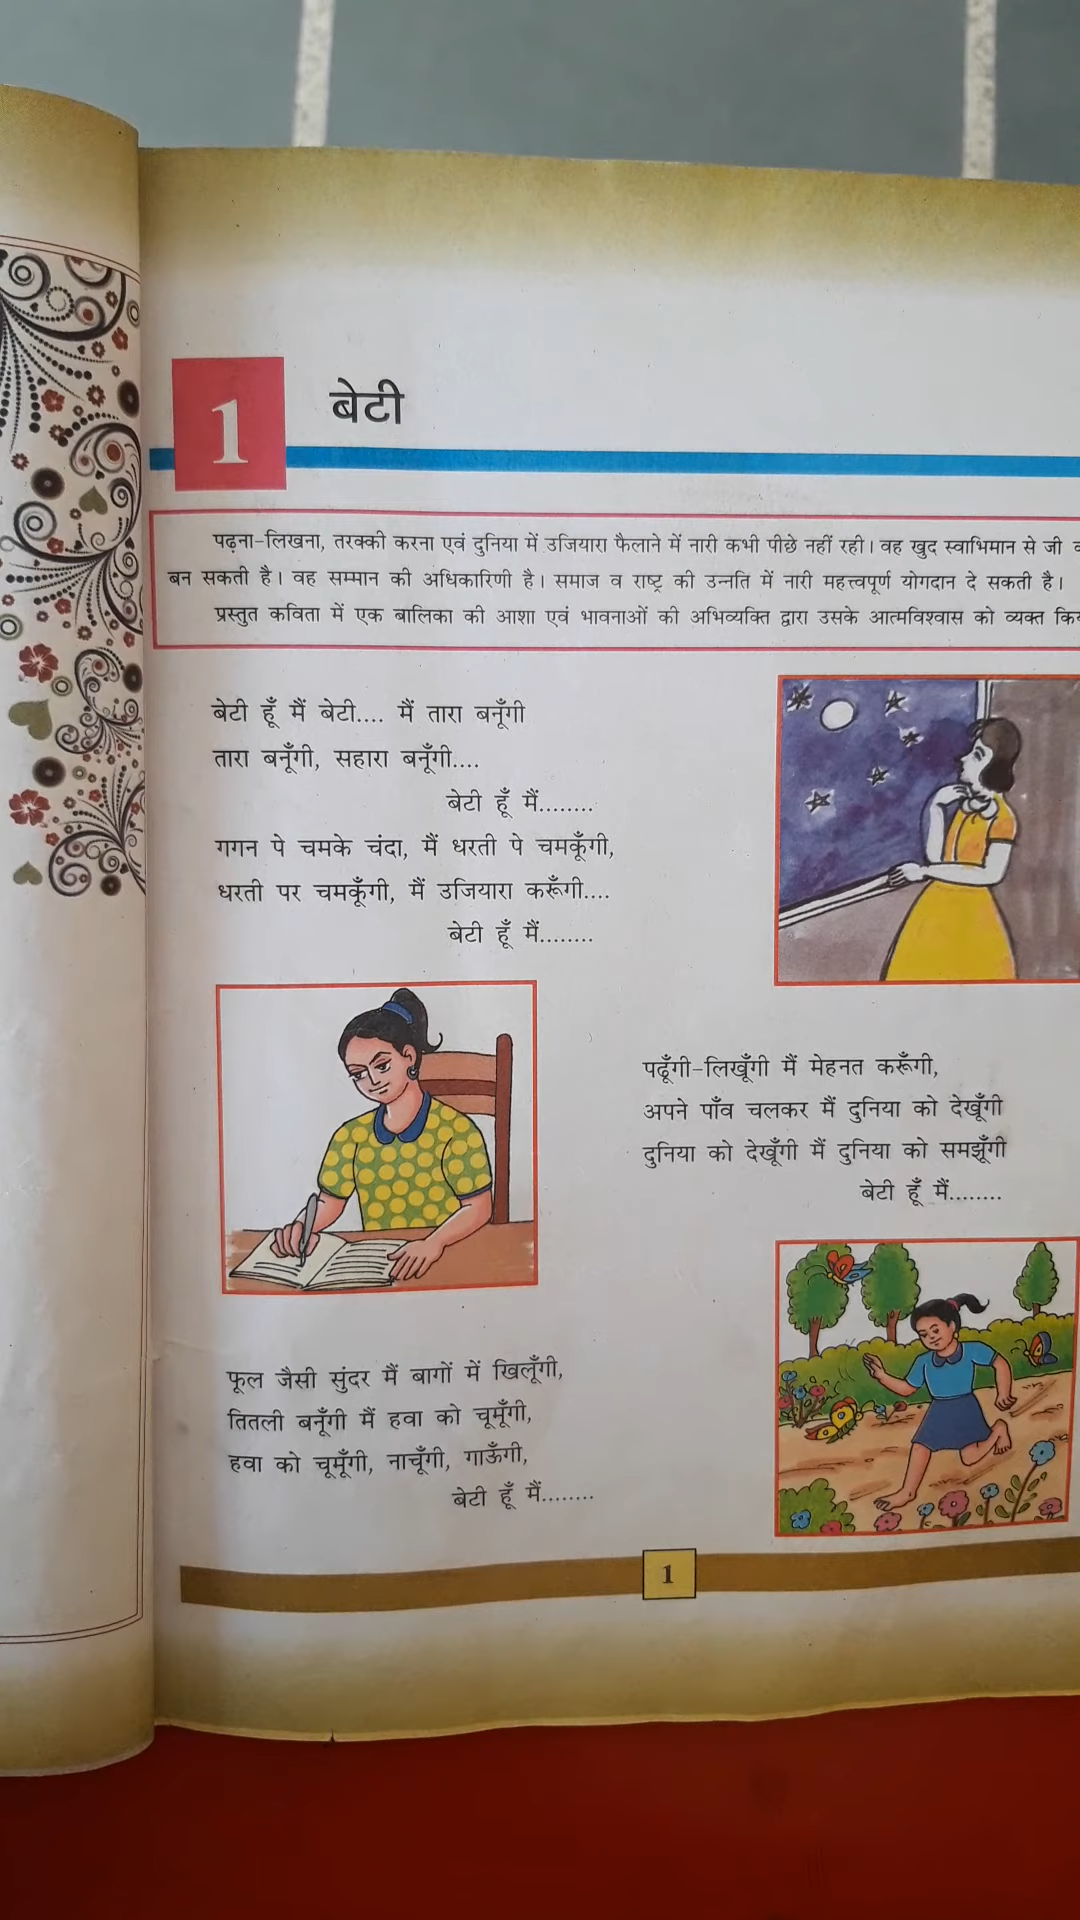 1
बेटी
पढ़ना-लिखना, तरक्की करना एवं दुनिया में उजियारा फैलाने में नारी कभी पीछे नहीं रही। वह खुद स्वाभिमान से जी
बन सकती है। वह सम्मान की अधिकारिणी है। समाज व राष्ट्र की उन्नति में नारी महत्त्वपूर्ण योगदान दे सकती है।
प्रस्तुत कविता में एक बालिका की आशा एवं भावनाओं की अभिव्यक्ति द्वारा उसके आत्मविश्वास को व्यक्त
बेटी हूँ मैं बेटी.... मैं तारा बनूँगी
तारा बनूँगी, सहारा बनूँगी....
बेटी हूँ मैं........
गगन पे चमके चंदा, मैं धरती पे चमकूँगी,
धरती पर चमकूँगी, मैं उजियारा करूँगी....
बेटी हूँ मैं........
पढूँगी-लिखूँगी मैं मेहनत करूँगी,
अपने पाँव चलकर मैं दुनिया को देखूँगी
दुनिया को देखूँगी मैं दुनिया को समझूँगी
बेटी हूँ मैं........
फूल जैसी सुंदर मैं बागों में खिलूँगी,
तितली बनूँगी मैं हवा को चूमूँगी,
हवा को चूमूँगी, नाचूँगी, गाऊँगी,
बेटी हूँ मैं........
1